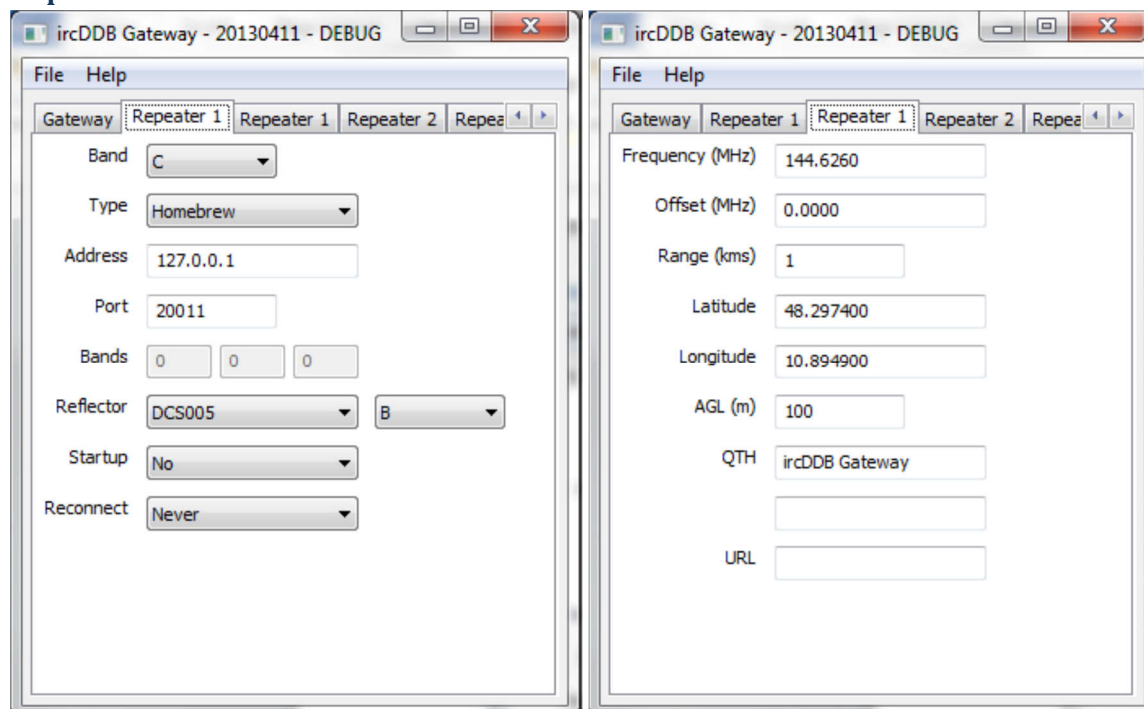 ircDDB Gateway - 20130411 - DEBUG
File Help
Gateway Repeater 1 Repeater 1 Repeater 2 Repea
Band C
Type Homebrew
Address 127.0.0.1
Port 20011
Bands 0 0 0
Reflector DCS005 B
Startup No
Reconnect Never
ircDDB Gateway - 20130411 - DEBUG
File Help
Gateway Repeater 1 Repeater 1 Repeater 2 Repea
Frequency (MHz) 144.6260
Offset (MHz) 0.0000
Range (kms) 1
Latitude 48.297400
Longitude 10.894900
AGL (m) 100
QTH ircDDB Gateway
URL